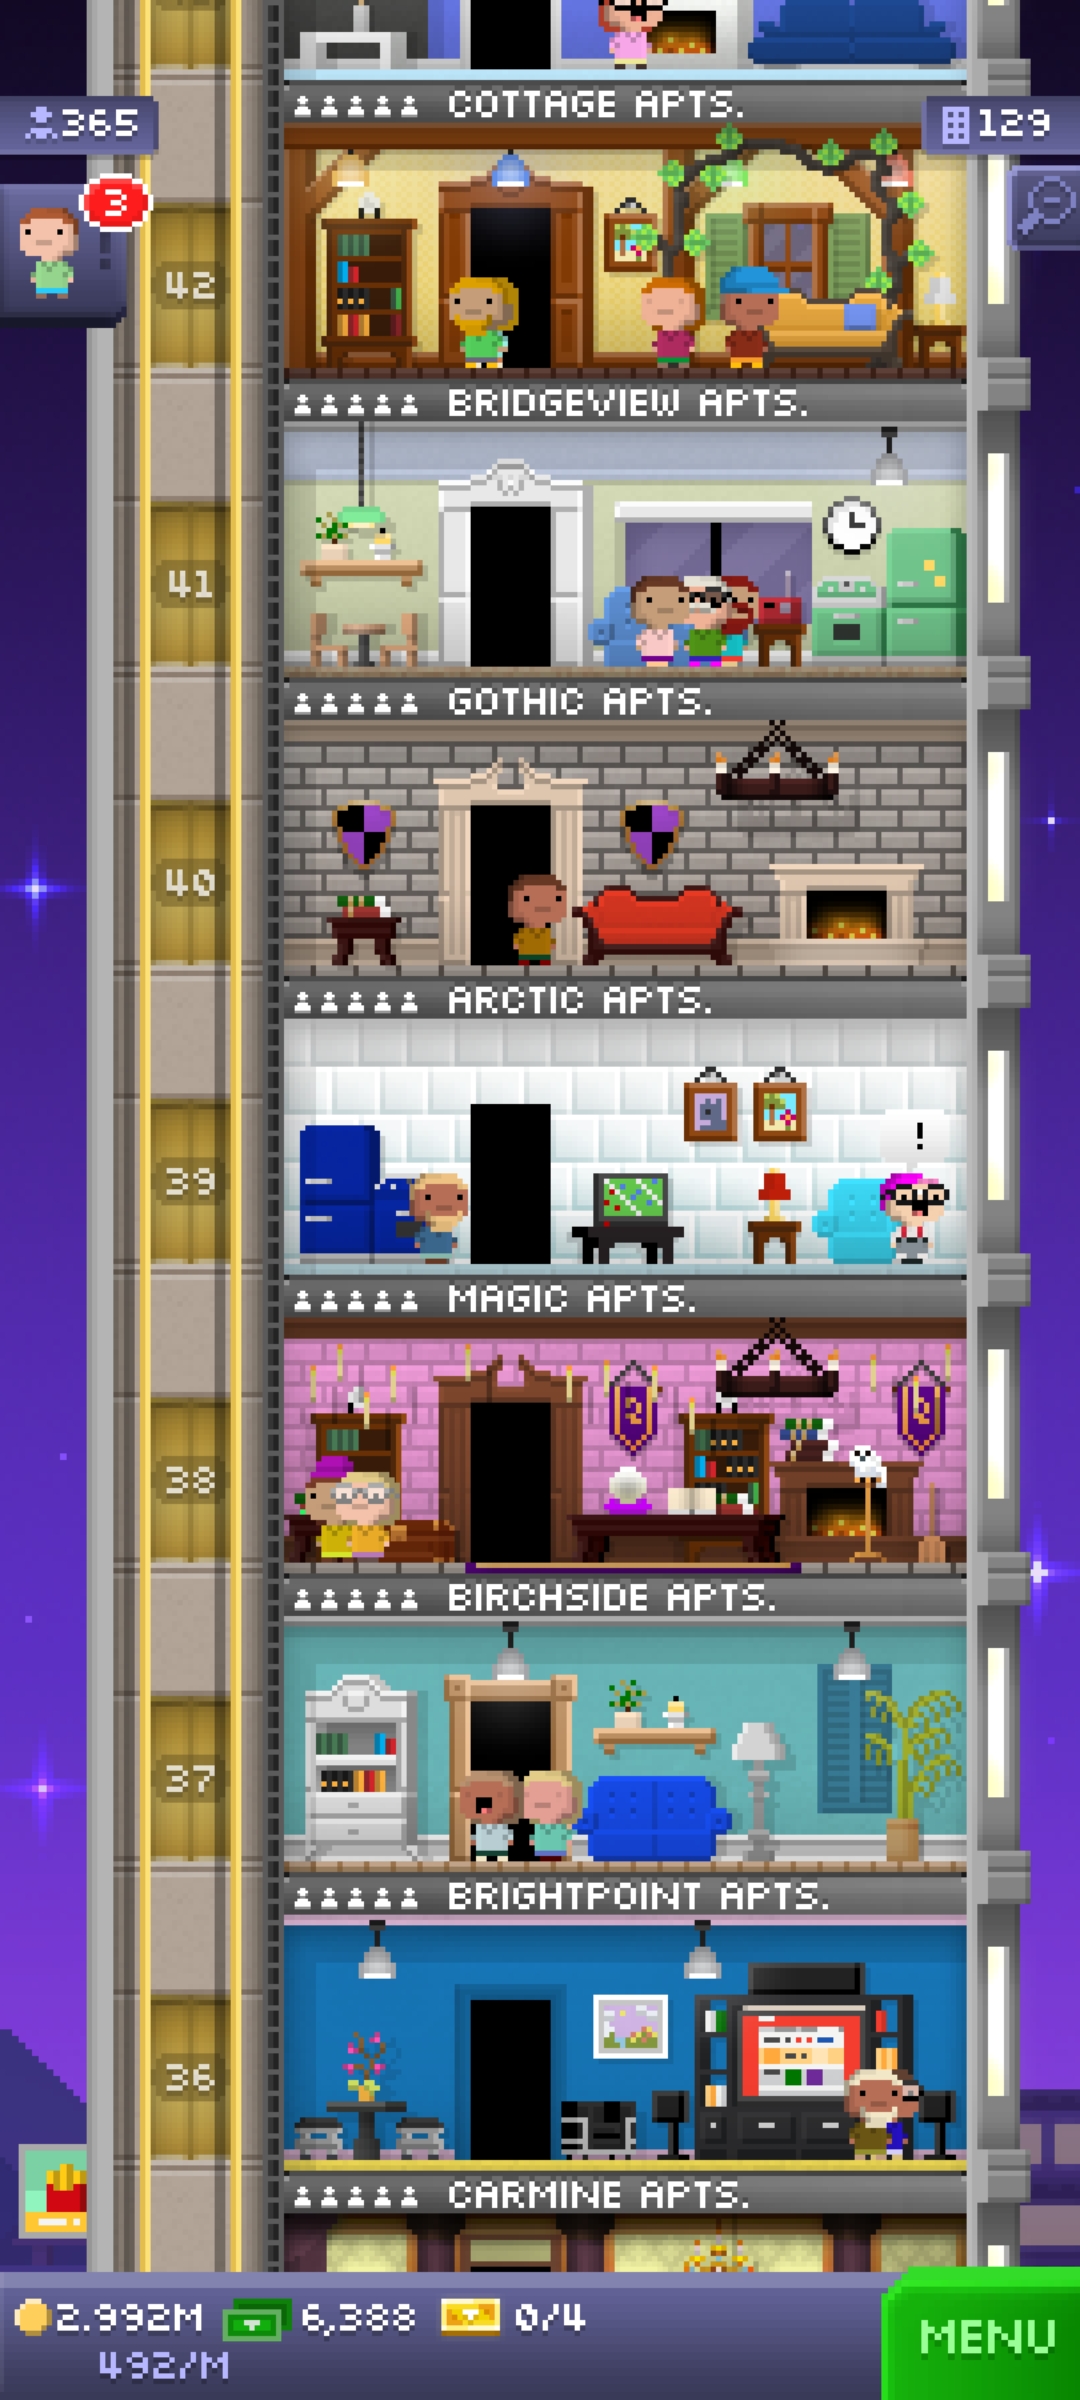 COTTAGE APTS.
365
129
3
42
BRIDGEVIEW APTS.
41
GOTHIC APTS.
40
ARCTIC APTS.
!
39
MAGIC APTS.
38
BIRCHSIDE APTS.
37
BRIGHTPOINT APTS.
36
CARMINE APTS.
2.992M 6,388 0/4
492/M
MENU